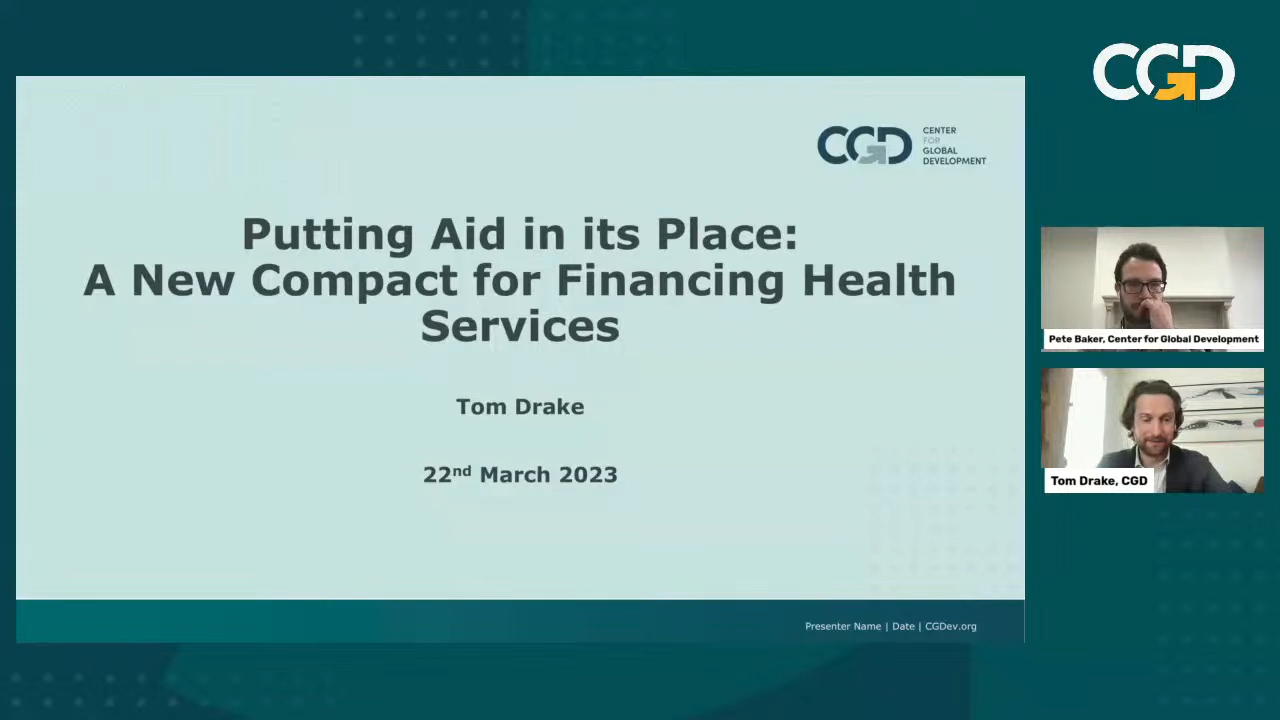 CGD
CGD
CENTER
FOR
GLOBAL
DEVELOPMENT
Putting Aid in its Place:
A New Compact for Financing Health
Services
Tom Drake
22nd March 2023
Presenter Name | Date | CGDev.org
Pete Baker, Center for Global Development
Tom Drake, CGD